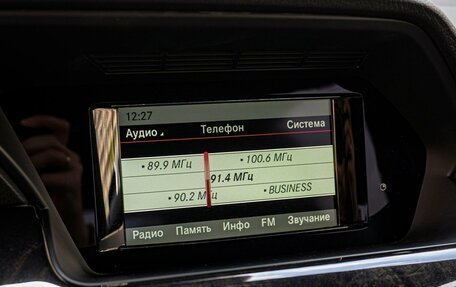 12:27
Аудио Телефон Система
• 89.9 МГц • 100.6 МГц
91.4 МГц
• 90.2 МГц • BUSINESS
Радио Память Инфо FM Звучание